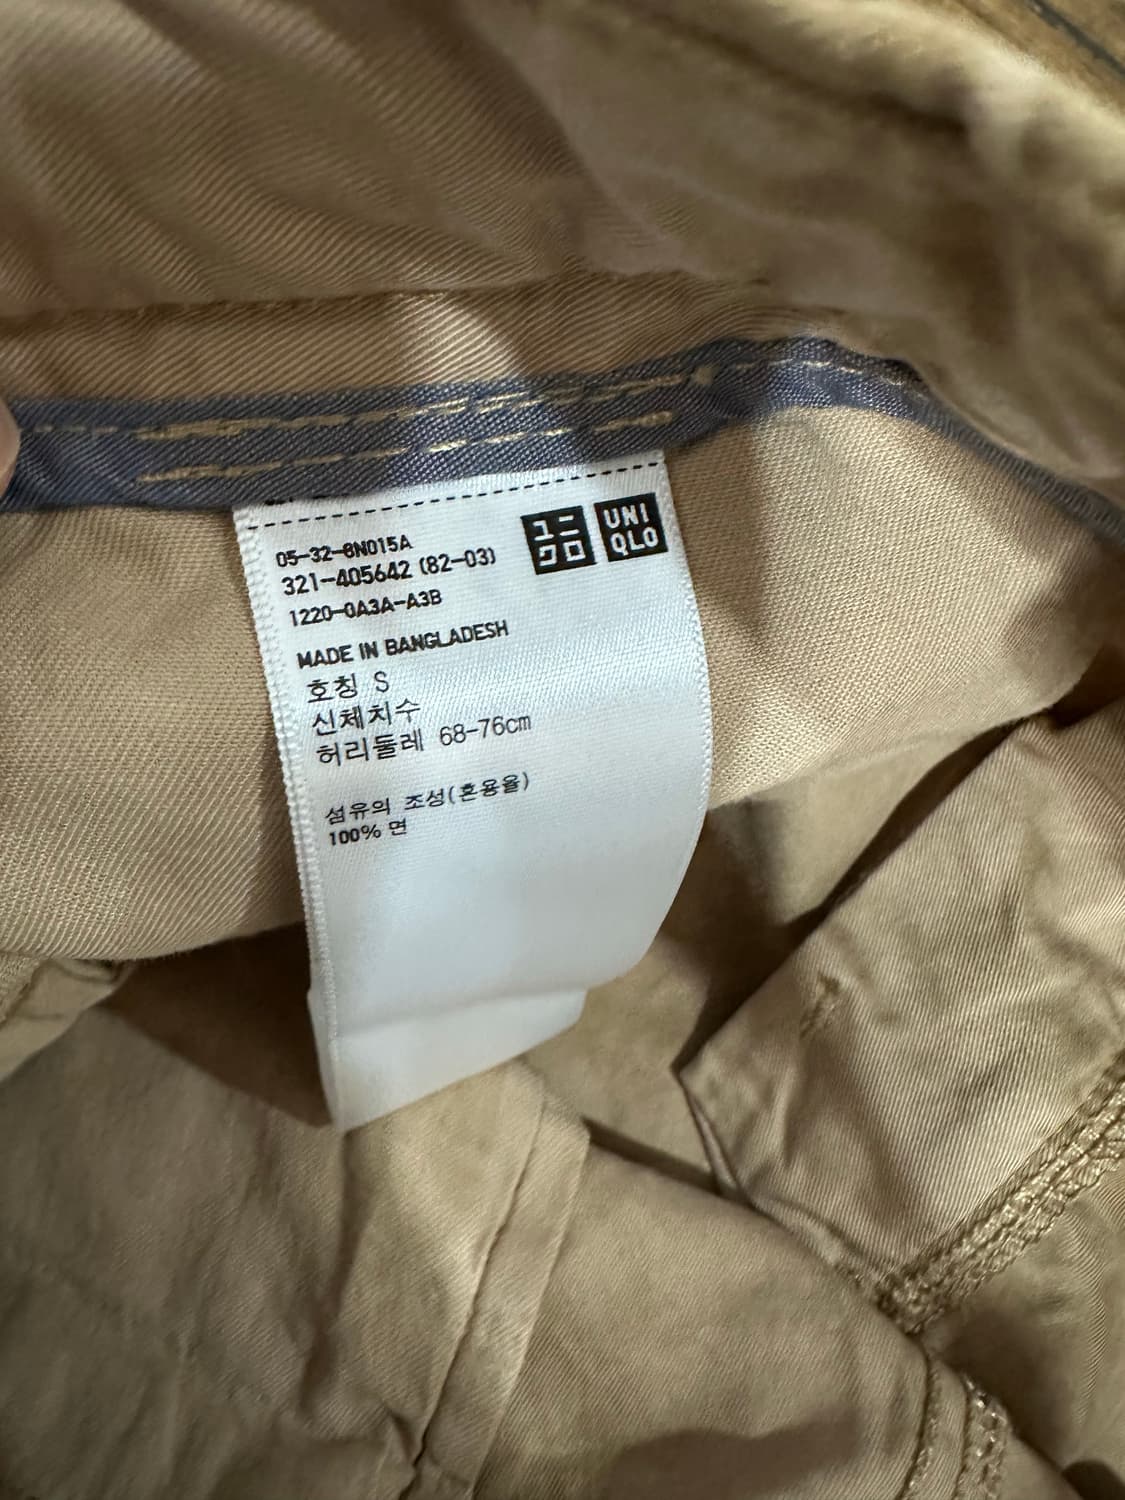 05-32-8N015A
321-405642 (82-03)
1220-0A3A-A3B
ユニ
クロ
UNI
QLO
MADE IN BANGLADESH
호칭 S
신체치수
허리둘레 68-76cm
섬유의 조성(혼용율)
100% 면